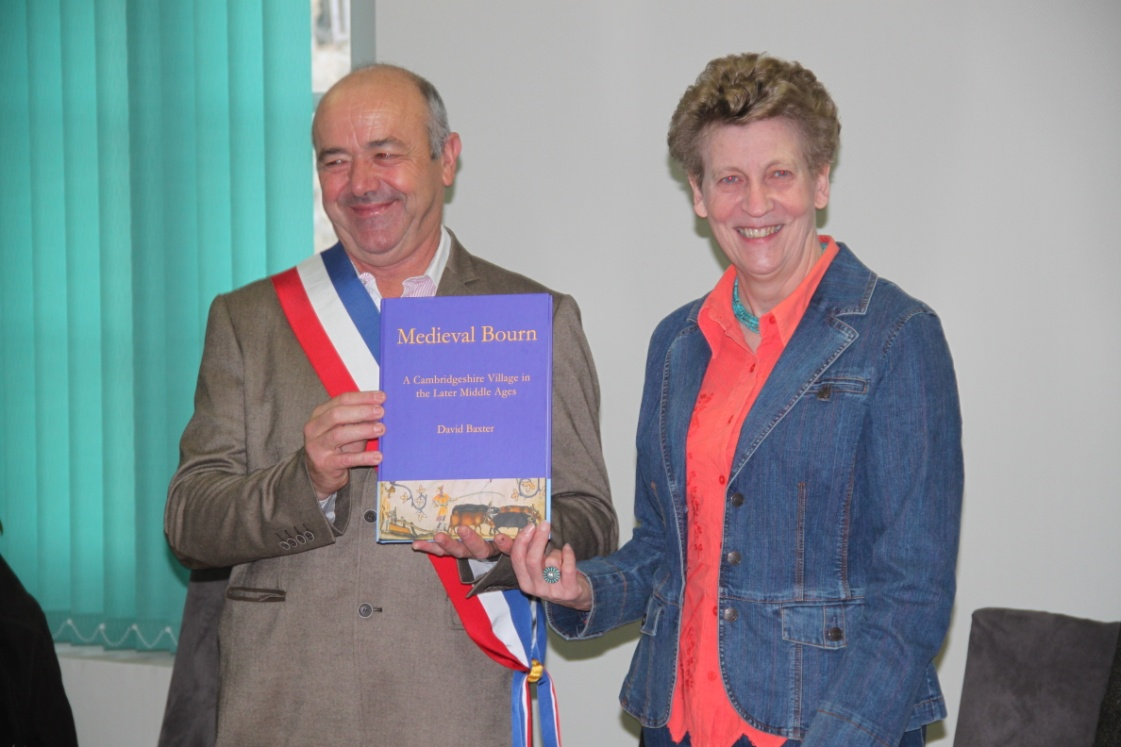 Medieval Bourn
A Cambridgeshire Village in
the Later Middle Ages
David Baxter